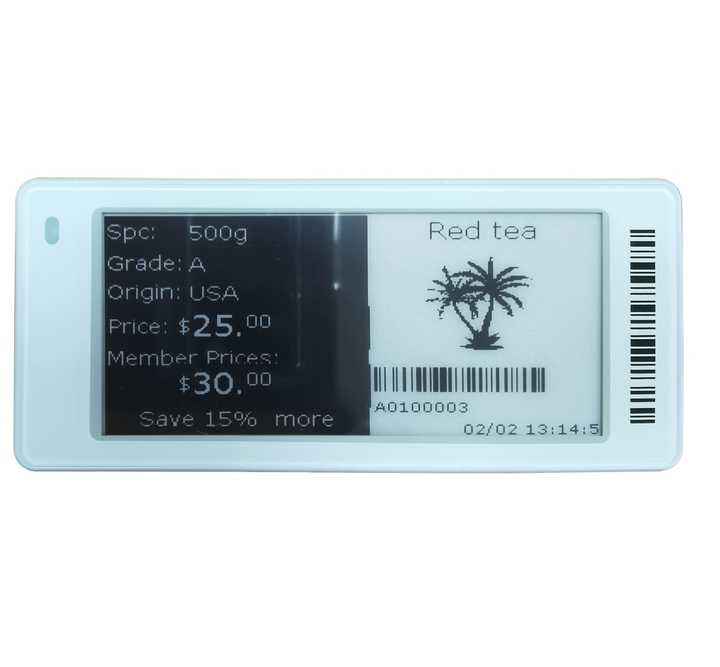 Spc: 500g
Grade: A
Origin: USA
Price: $25.00
Member Prices:
$30.00
Save 15% more
Red tea
A0100003
02/02 13:14:5